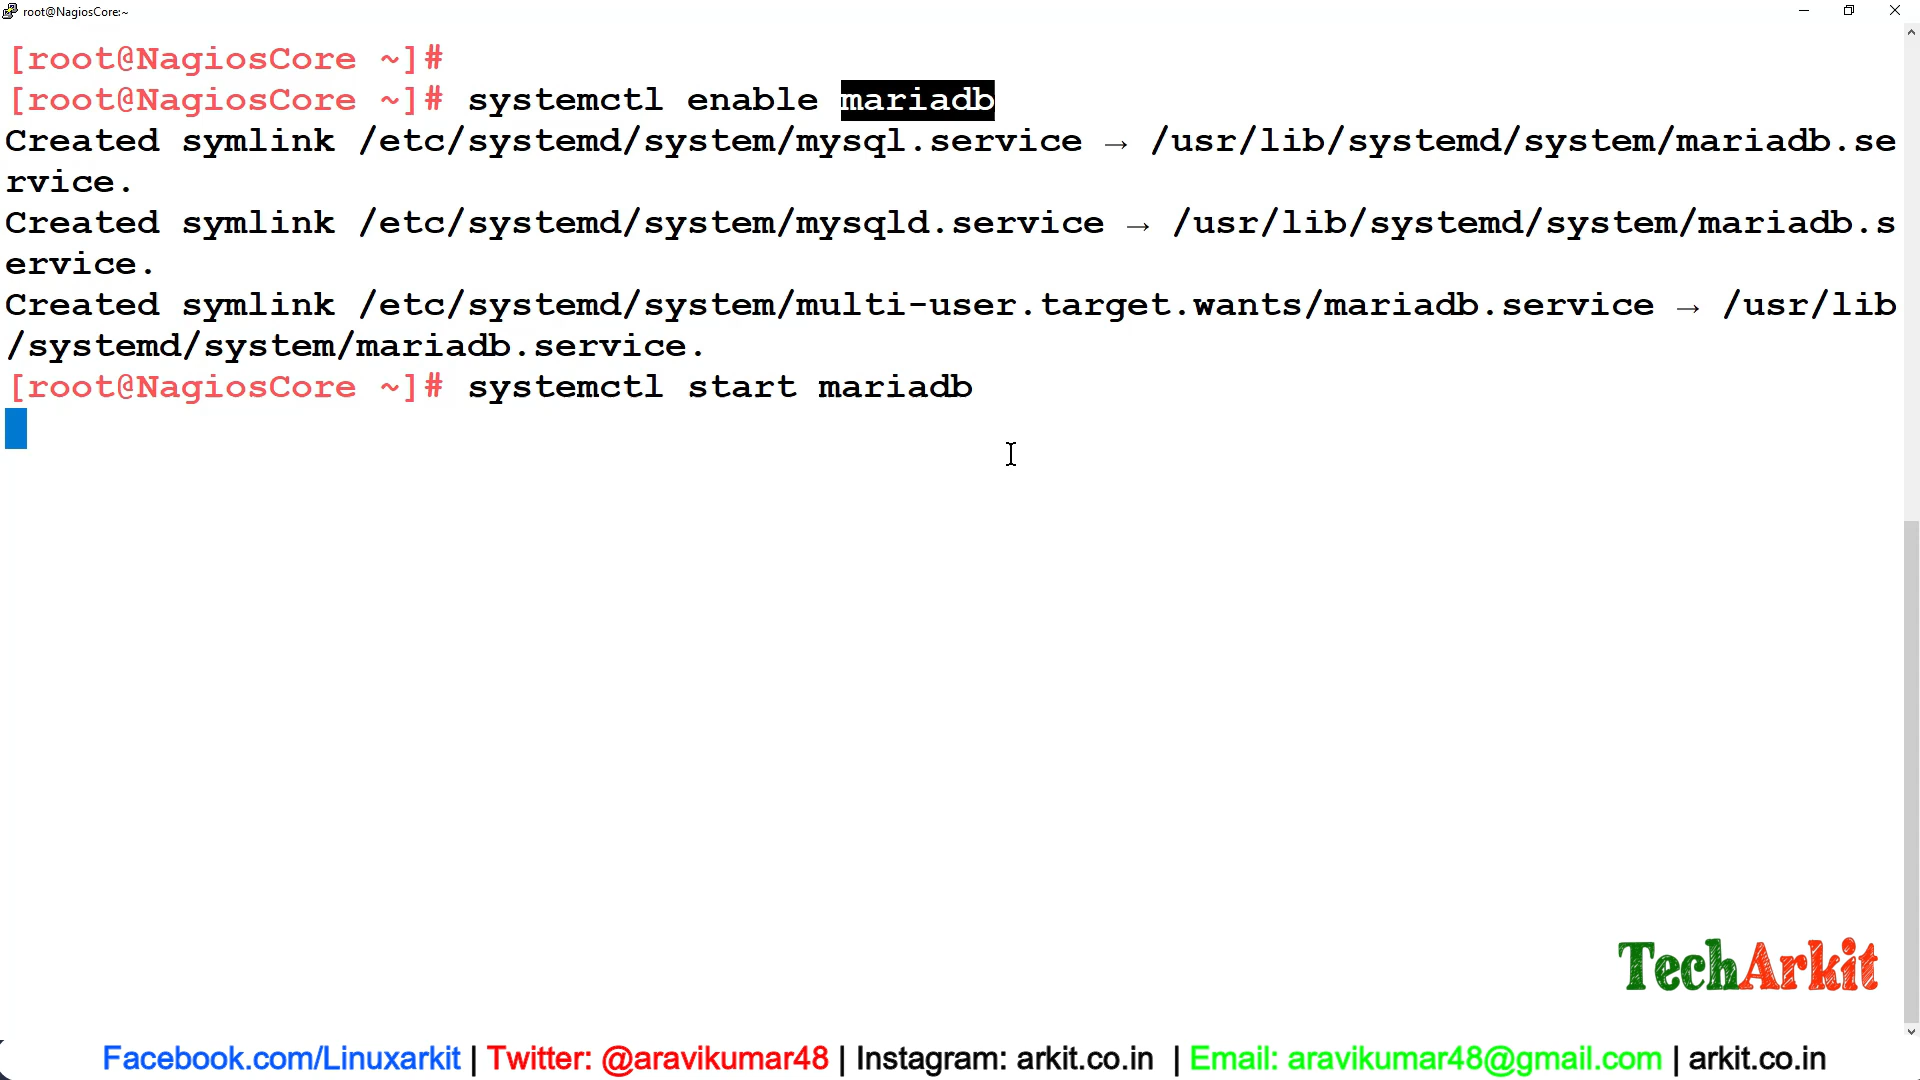 root@NagiosCore:~
[root@NagiosCore ~]#
[root@NagiosCore ~]# systemctl enable mariadb
Created symlink /etc/systemd/system/mysql.service → /usr/lib/systemd/system/mariadb.se
rvice.
Created symlink /etc/systemd/system/mysqld.service → /usr/lib/systemd/system/mariadb.s
ervice.
Created symlink /etc/systemd/system/multi-user.target.wants/mariadb.service → /usr/lib
/systemd/system/mariadb.service.
[root@NagiosCore ~]# systemctl start mariadb
TechArkit
Facebook.com/Linuxarkit | Twitter: @aravikumar48 | Instagram: arkit.co.in | Email: aravikumar48@gmail.com | arkit.co.in